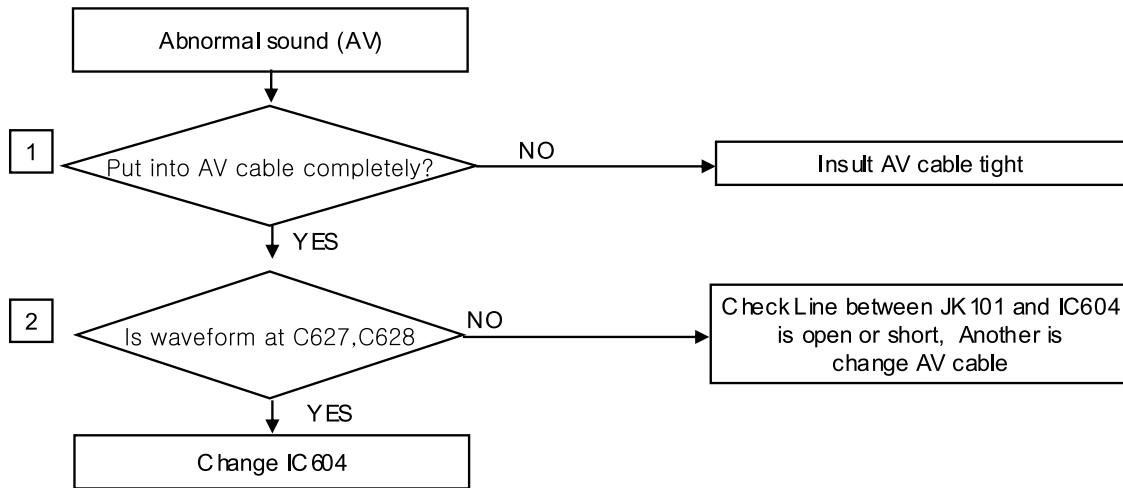 Abnormal sound (AV)
1
Put into AV cable completely?
NO
Insult AV cable tight
YES
2
Is waveform at C627,C628
NO
Check Line between JK101 and IC604
is open or short, Another is
change AV cable
YES
Change IC604